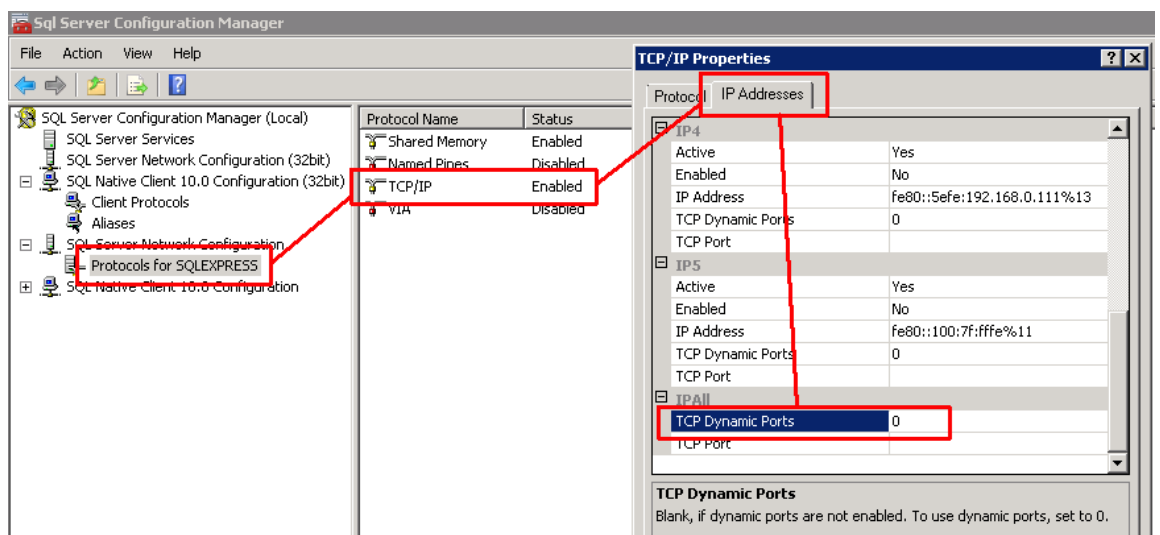 Sql Server Configuration Manager
File Action View Help
SQL Server Configuration Manager (Local)
SQL Server Services
SQL Server Network Configuration (32bit)
SQL Native Client 10.0 Configuration (32bit)
Client Protocols
Aliases
SQL Server Network Configuration
Protocols for SQLEXPRESS
SQL Native Client 10.0 Configuration
Protocol Name Status
Shared Memory Enabled
Named Pipes Disabled
TCP/IP Enabled
VIA Disabled
TCP/IP Properties
Protocol IP Addresses
IP4
Active Yes
Enabled No
IP Address fe80::5efe:192.168.0.111%13
TCP Dynamic Ports 0
TCP Port
IP5
Active Yes
Enabled No
IP Address fe80::100:7f:fffe%11
TCP Dynamic Ports 0
TCP Port
IPAll
TCP Dynamic Ports 0
TCP Port
TCP Dynamic Ports
Blank, if dynamic ports are not enabled. To use dynamic ports, set to 0.